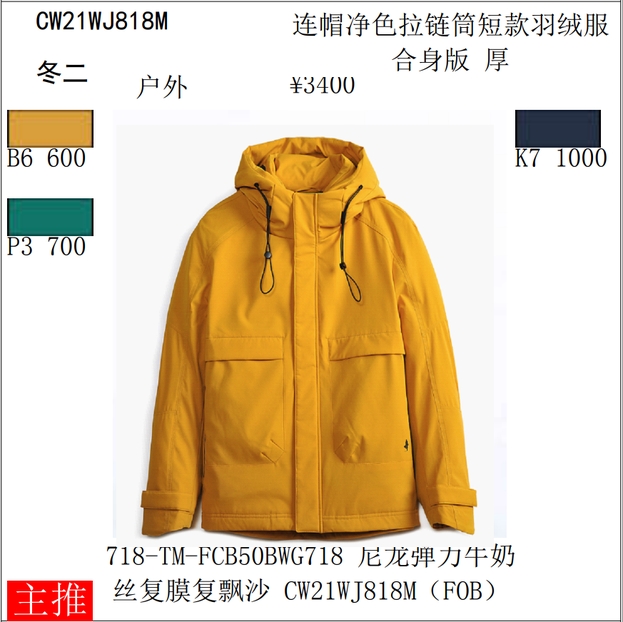 CW21WJ818M
连帽净色拉链筒短款羽绒服
冬二
合身版 厚
户外
¥3400
B6 600
K7 1000
P3 700
718-TM-FCB50BWG718 尼龙弹力牛奶
丝复膜复飘沙 CW21WJ818M（FOB）
主推